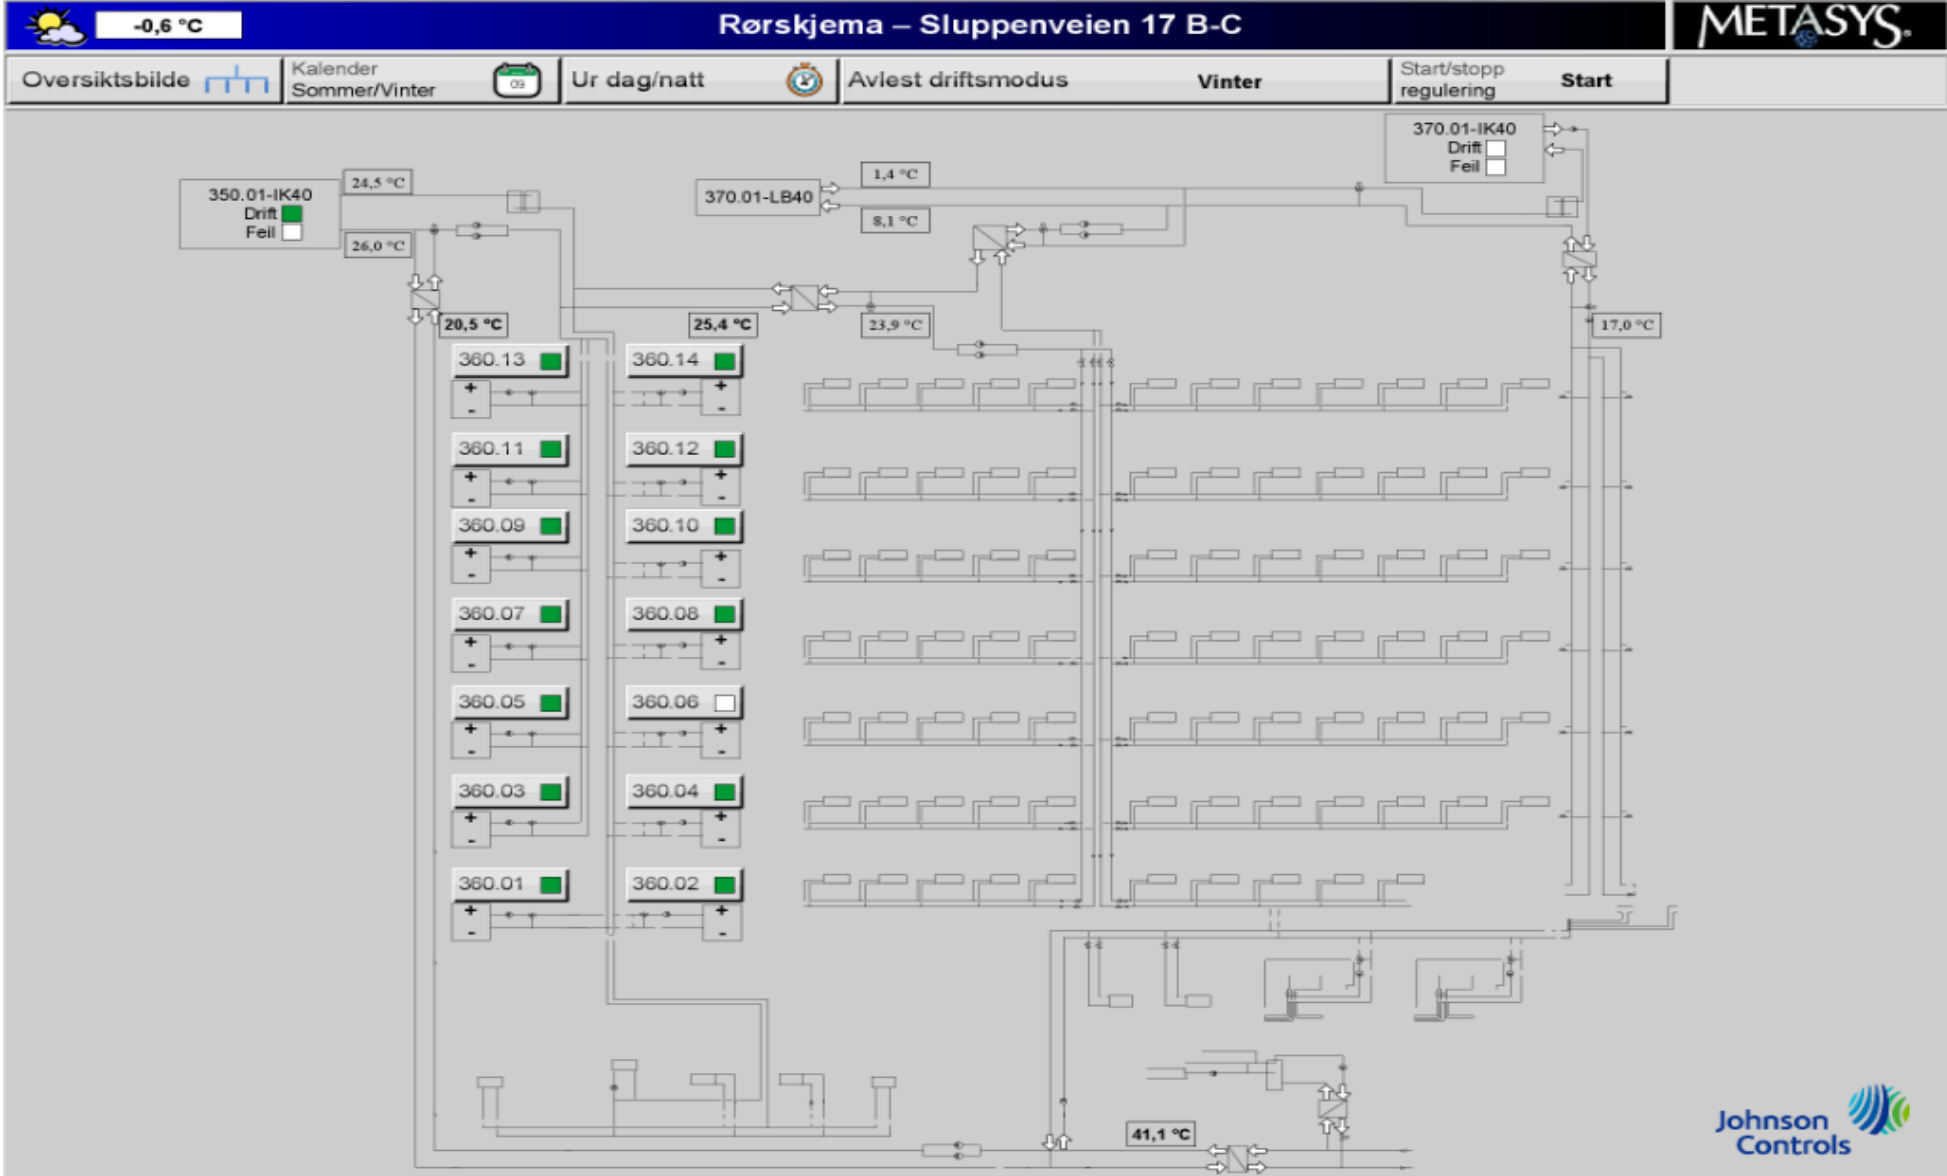 -0,6 °C
Rørskjema – Sluppenveien 17 B-C
METASYS.
Oversiktsbilde
Kalender
Sommer/Vinter
09
Ur dag/natt
Avlest driftsmodus
Vinter
Start/stopp
regulering
Start
370.01-IK40
Drift
Feil
350.01-IK40
Drift
Feil
24,5 °C
26,0 °C
370.01-LB40
1,4 °C
8,1 °C
20,5 °C
25,4 °C
23,9 °C
17,0 °C
360.13
360.14
+
-
+
-
360.11
360.12
+
-
+
-
360.09
360.10
+
-
+
-
360.07
360.08
+
-
+
-
360.05
360.06
+
-
+
-
360.03
360.04
+
-
+
-
360.01
360.02
+
-
+
-
41,1 °C
Johnson
Controls